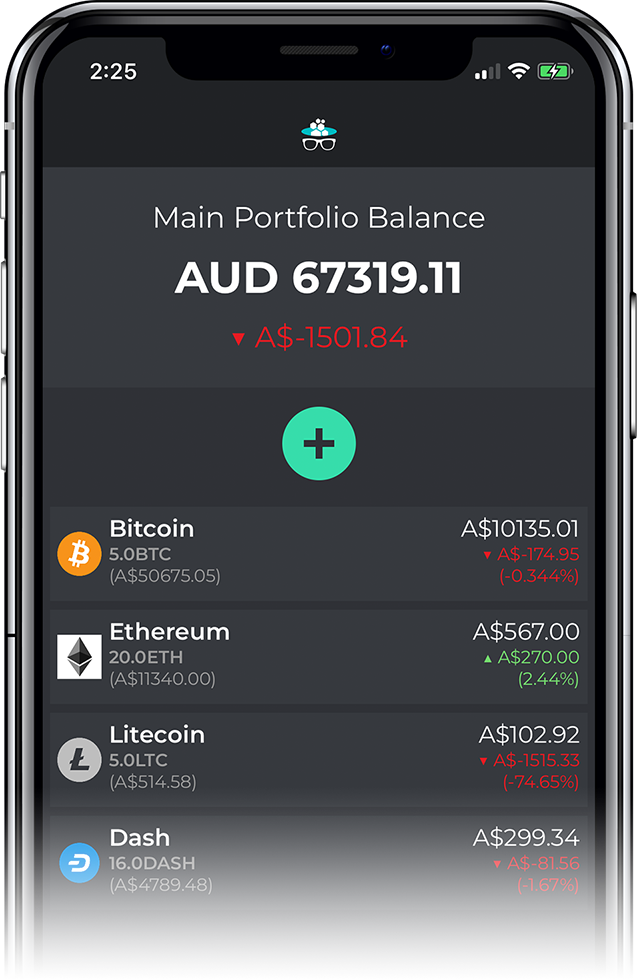 2:25
Main Portfolio Balance
AUD 67319.11
▼ A$-1501.84
+
Bitcoin A$10135.01
5.0BTC ▼ A$-174.95
(A$50675.05) (-0.344%)
Ethereum A$567.00
20.0ETH ▲ A$270.00
(A$11340.00) (2.44%)
Litecoin A$102.92
5.0LTC ▼ A$-1515.33
(A$514.58) (-74.65%)
Dash A$299.34
16.0DASH ▼ A$-81.56
(A$4789.48) (-1.67%)